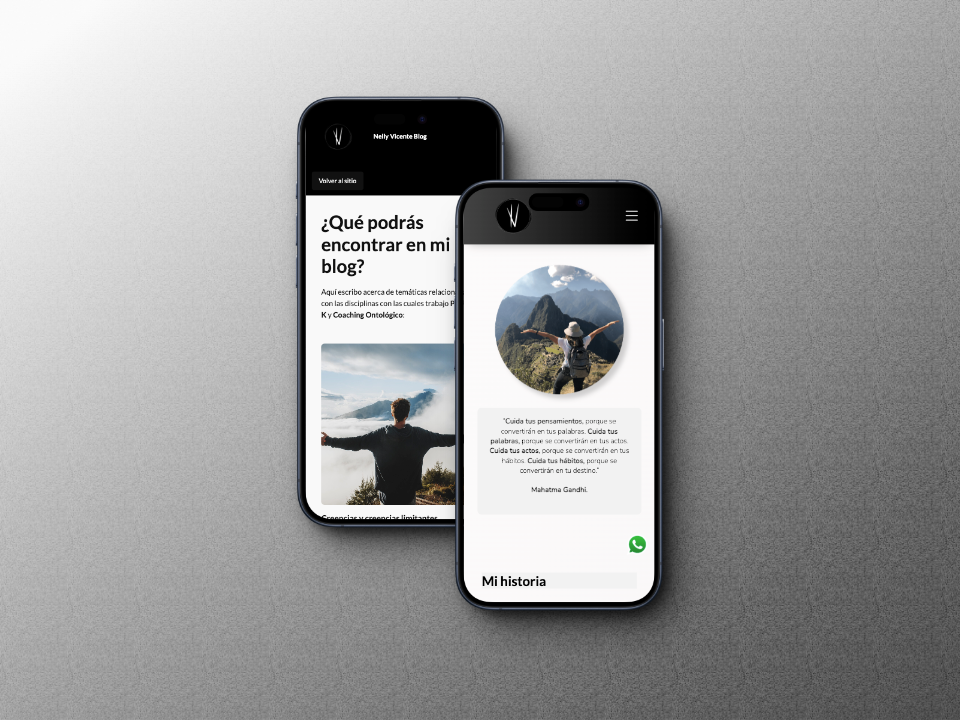 Nelly Vicente Blog
Volver al sitio
¿Qué podrás
encontrar en mi
blog?
Aquí escribo acerca de temáticas relacion
con las disciplinas con las cuales trabajo P
K y Coaching Ontológico:
Creencias y creencias limitantes
"Cuida tus pensamientos, porque se
convertirán en tus palabras. Cuida tus
palabras, porque se convertirán en tus actos.
Cuida tus actos, porque se convertirán en tus
hábitos. Cuida tus hábitos, porque se
convertirán en tu destino."
Mahatma Gandhi.
Mi historia